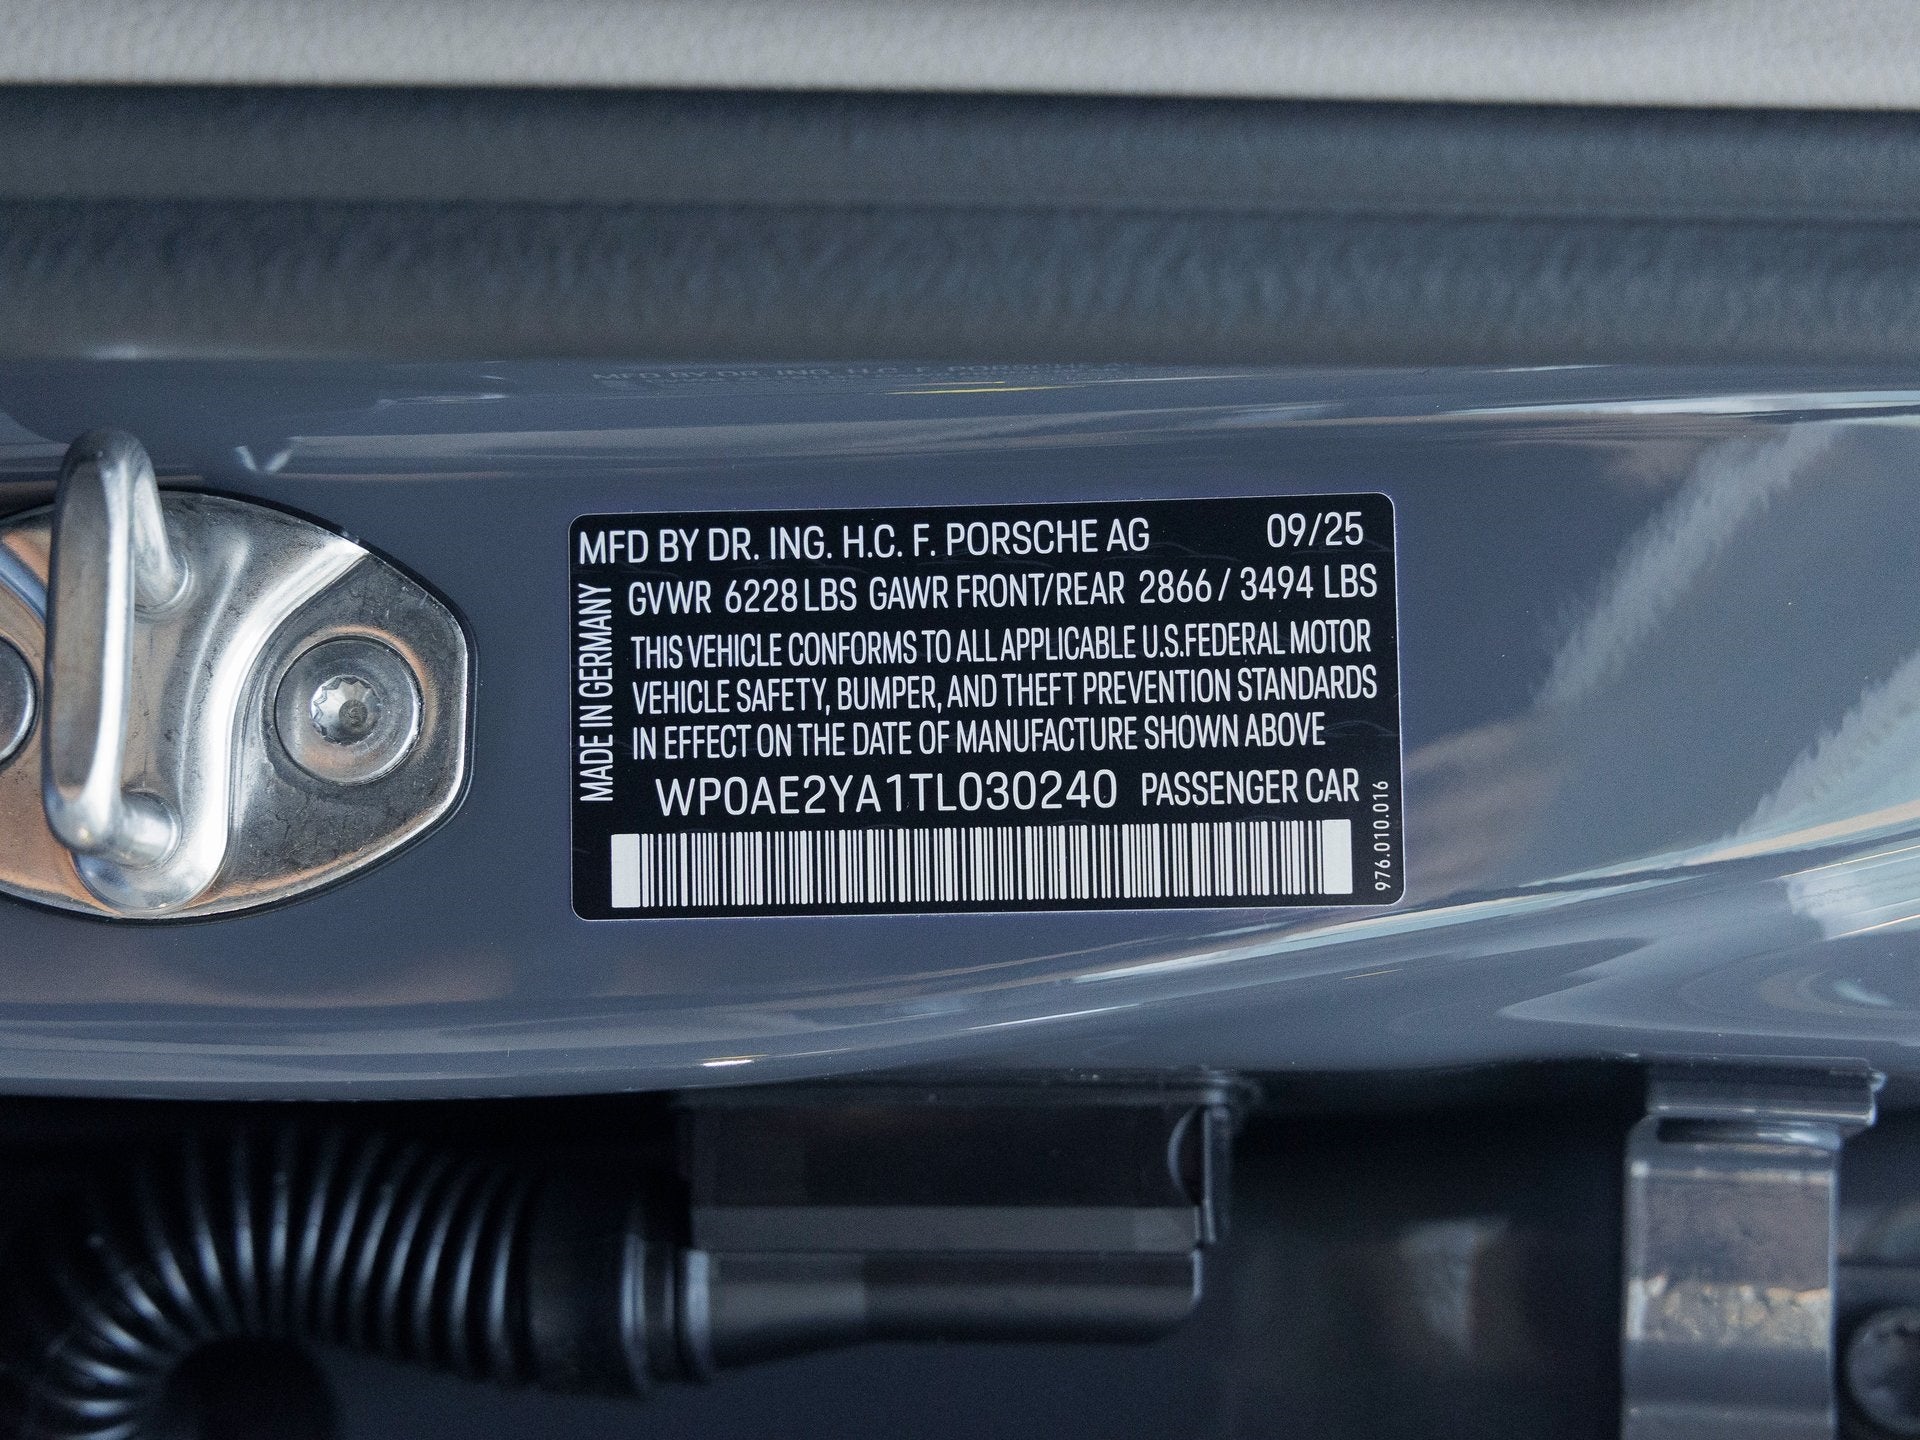 MFD BY DR. ING. H.C. F. PORSCHE AG 09/25
GVWR 6228 LBS GAWR FRONT/REAR 2866 / 3494 LBS
THIS VEHICLE CONFORMS TO ALL APPLICABLE U.S. FEDERAL MOTOR
VEHICLE SAFETY, BUMPER, AND THEFT PREVENTION STANDARDS
IN EFFECT ON THE DATE OF MANUFACTURE SHOWN ABOVE
WP0AE2YA1TL030240 PASSENGER CAR
MADE IN GERMANY
976.010.016